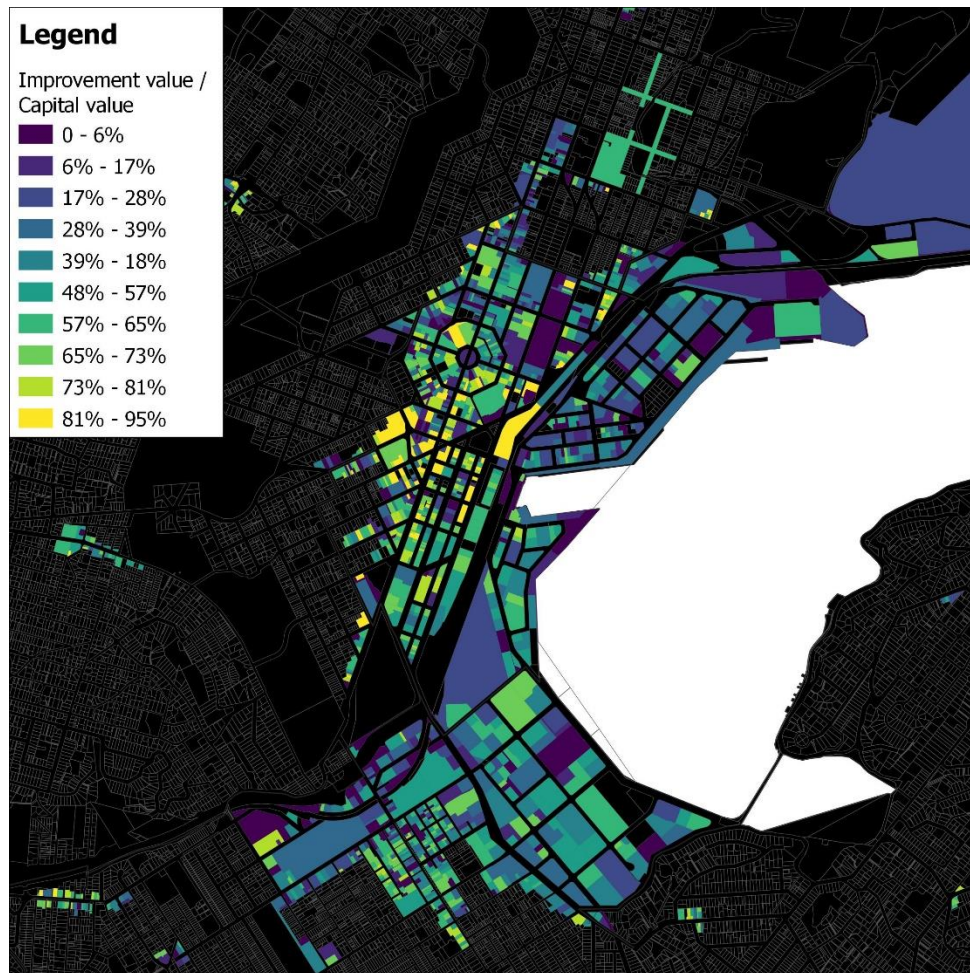 Legend
Improvement value /
Capital value
0 - 6%
6% - 17%
17% - 28%
28% - 39%
39% - 18%
48% - 57%
57% - 65%
65% - 73%
73% - 81%
81% - 95%